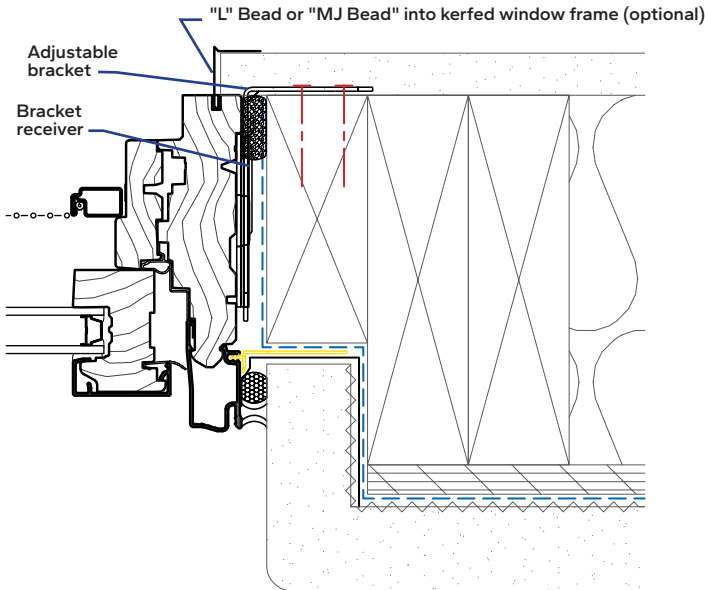 "L" Bead or "MJ Bead" into kerfed window frame (optional)
Adjustable
bracket
Bracket
receiver